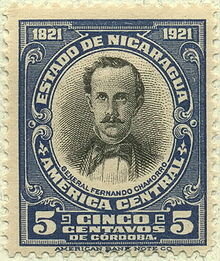 1821 1921
ESTADO DE NICARAGUA
GENERAL FERNANDO CHAMORRO
AMERICA CENTRAL
5 CINCO 5
CENTAVOS
DE CÓRDOBA.
AMERICAN BANK NOTE CO.